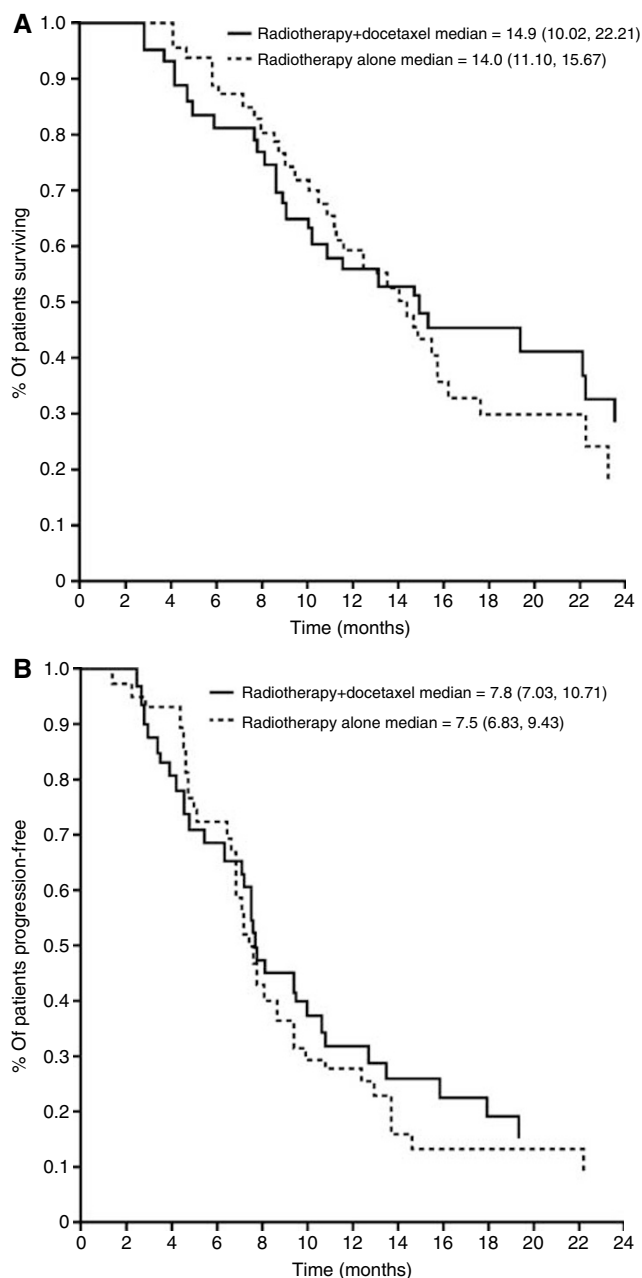 A
Radiotherapy+docetaxel median = 14.9 (10.02, 22.21)
Radiotherapy alone median = 14.0 (11.10, 15.67)
% Of patients surviving
1.0
0.9
0.8
0.7
0.6
0.5
0.4
0.3
0.2
0.1
0
0 2 4 6 8 10 12 14 16 18 20 22 24
Time (months)
B
Radiotherapy+docetaxel median = 7.8 (7.03, 10.71)
Radiotherapy alone median = 7.5 (6.83, 9.43)
% Of patients progression-free
1.0
0.9
0.8
0.7
0.6
0.5
0.4
0.3
0.2
0.1
0
0 2 4 6 8 10 12 14 16 18 20 22 24
Time (months)